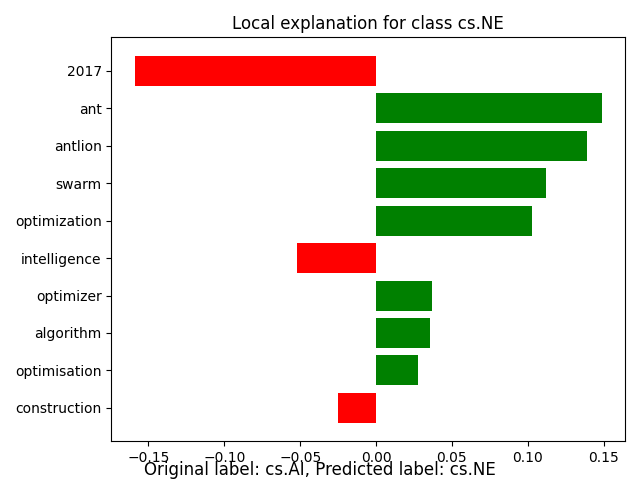 Local explanation for class cs.NE
2017
ant
antlion
swarm
optimization
intelligence
optimizer
algorithm
optimisation
construction
−0.15 −0.10 −0.05 0.00 0.05 0.10 0.15
Original label: cs.AI, Predicted label: cs.NE